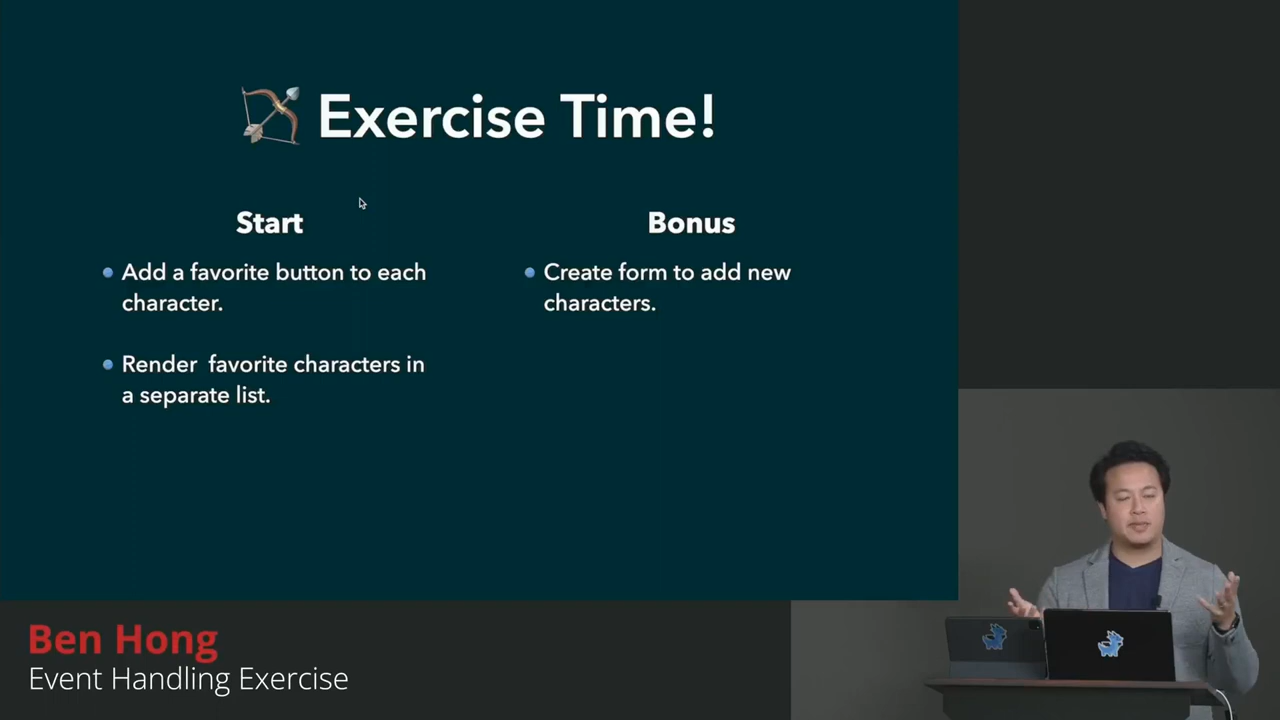 Exercise Time!
Start
Add a favorite button to each
character.
Render favorite characters in
a separate list.
Bonus
Create form to add new
characters.
Ben Hong
Event Handling Exercise